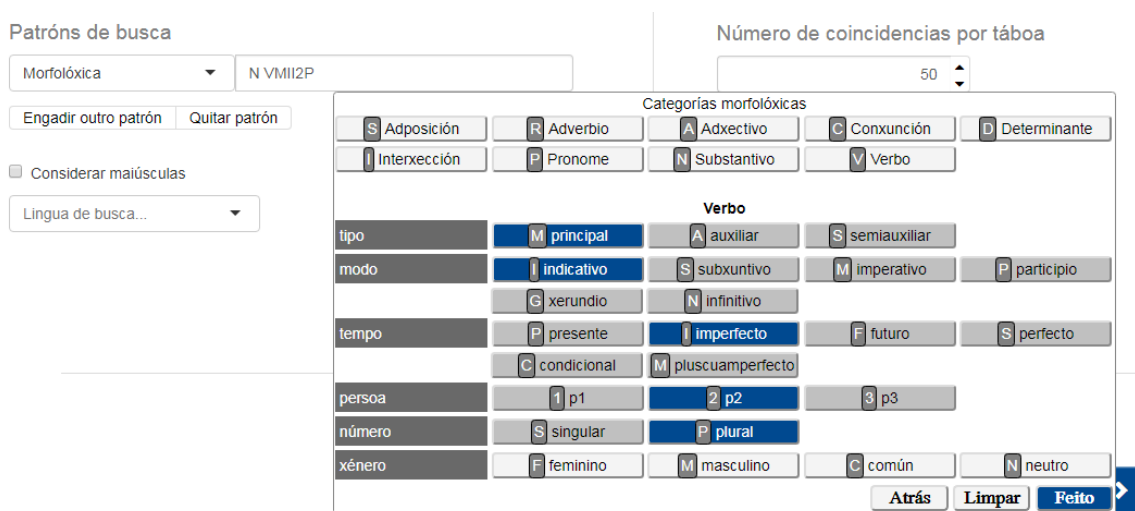 Patróns de busca
Número de coincidencias por táboa
Morfolóxica N VMII2P 50
Categorías morfolóxicas
Engadir outro patrón Quitar patrón
S Adposición R Adverbio A Adxectivo C Conxunción D Determinante
I Interxección P Pronome N Substantivo V Verbo
Considerar maiúsculas
Lingua de busca...
Verbo
tipo M principal A auxiliar S semiauxiliar
modo I indicativo S subxuntivo M imperativo P participio
G xerundio N infinitivo
tempo P presente I imperfecto F futuro S perfecto
C condicional M pluscuamperfecto
persoa 1 p1 2 p2 3 p3
número S singular P plural
xénero F feminino M masculino C común N neutro
Atrás Limpar Feito